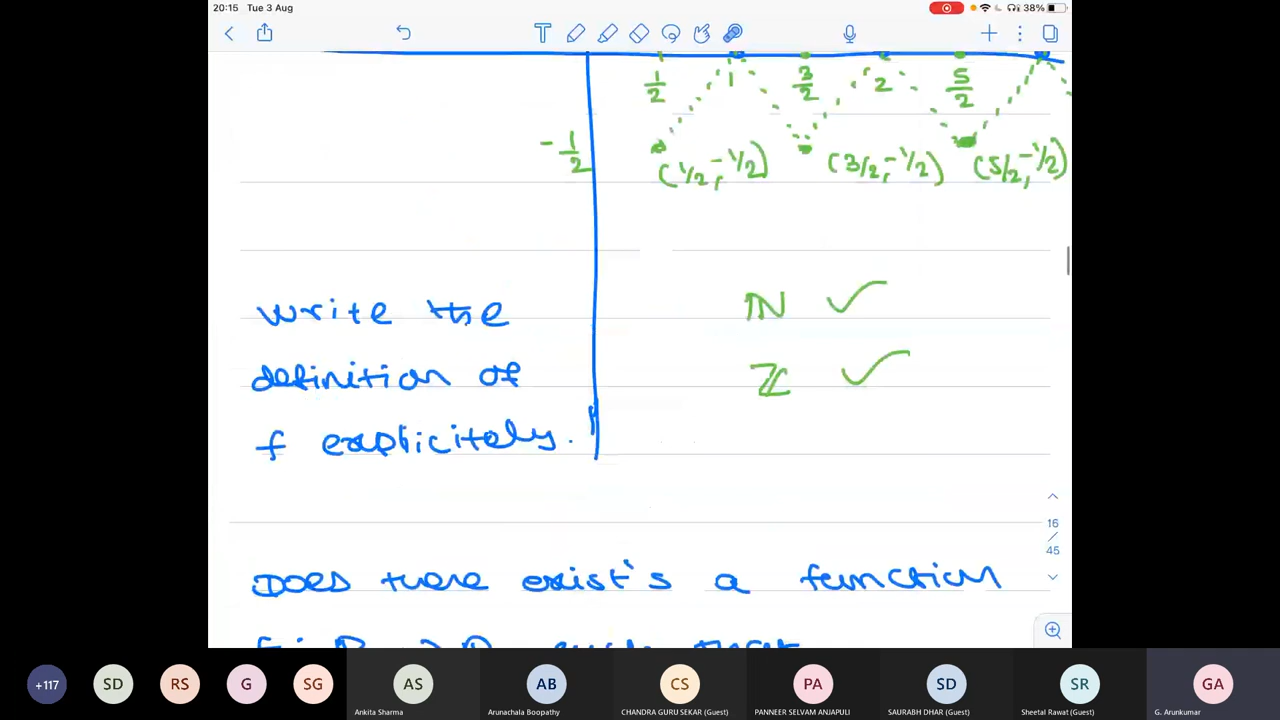 20:15 Tue 3 Aug
38%
T
1/2 1 3/2 2 5/2
-1/2
(1/2, -1/2) (3/2, -1/2) (5/2, -1/2)
write the
ℕ ✓
definition of
ℤ ✓
f explicitely.
16
/
45
Does there exist's a function
+117 SD RS G SG AS AB CS PA SD SR GA
Ankita Sharma Arunachala Boopathy CHANDRA GURU SEKAR (Guest) PANNEER SELVAM ANJAPULI SAURABH DHAR (Guest) Sheetal Rawat (Guest) G. Arunkumar